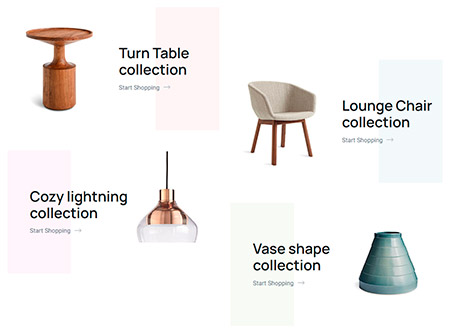 Turn Table
collection
Start Shopping →
Lounge Chair
collection
Start Shopping →
Cozy lightning
collection
Start Shopping →
Vase shape
collection
Start Shopping →